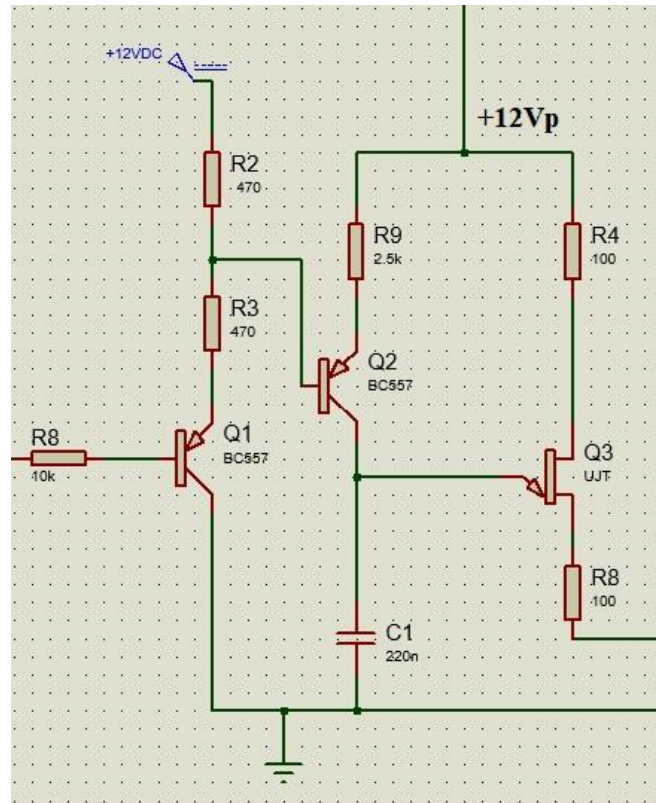 +12VDC
R2
470
+12Vp
R9
2.5k
R4
100
R3
470
Q2
BC557
R8
10k
Q1
BC557
Q3
UJT
R8
100
C1
220n